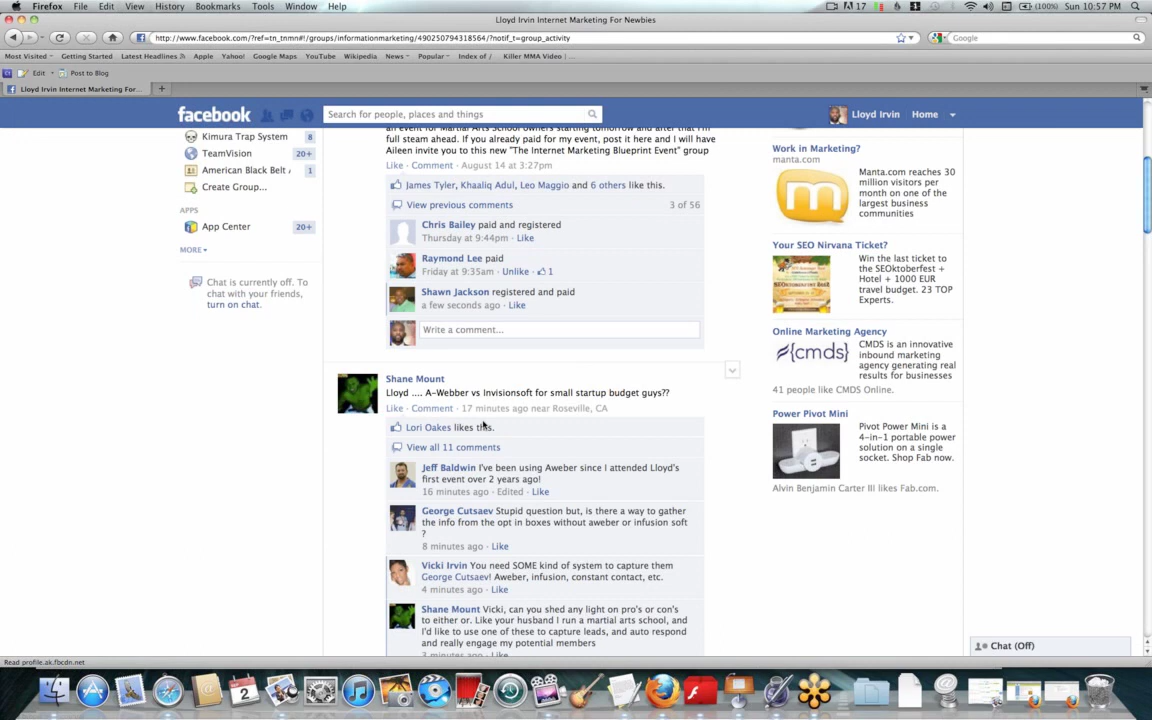 Firefox File Edit View History Bookmarks Tools Window Help
17 1 (100%) Sun 10:57 PM
Lloyd Irvin Internet Marketing For Newbies
http://www.facebook.com/?ref=tn_tnmn#!/groups/informationmarketing/490250794318564/?notif_t=group_activity
Google
Most Visited Getting Started Latest Headlines Apple Yahoo! Google Maps YouTube Wikipedia News Popular Index of / Killer MMA Video | ...
Edit Post to Blog
Lloyd Irvin Internet Marketing For...
facebook
Search for people, places and things
Lloyd Irvin Home
Kimura Trap System 8
TeamVision 20+
American Black Belt 1
Create Group...
APPS
App Center 20+
MORE
Chat is currently off. To
chat with your friends,
turn on chat.
an event for Martial Arts School owners starting tomorrow and after that I'm
full steam ahead. If you already paid for my event, post it here and I will have
Aileen invite you to this new "The Internet Marketing Blueprint Event" group
Like · Comment · August 14 at 3:27pm
James Tyler, Khaaliq Adul, Leo Maggio and 6 others like this.
View previous comments 3 of 56
Chris Bailey paid and registered
Thursday at 9:44pm · Like
Raymond Lee paid
Friday at 9:35am · Unlike · 1
Shawn Jackson registered and paid
a few seconds ago · Like
Write a comment...
Shane Mount
Lloyd .... A-Webber vs Invisionsoft for small startup budget guys??
Like · Comment · 17 minutes ago near Roseville, CA
Lori Oakes likes this.
View all 11 comments
Jeff Baldwin I've been using Aweber since I attended Lloyd's
first event over 2 years ago!
16 minutes ago · Edited · Like
George Cutsaev Stupid question but, is there a way to gather
the info from the opt in boxes without aweber or infusion soft
?
8 minutes ago · Like
Vicki Irvin You need SOME kind of system to capture them
George Cutsaev! Aweber, infusion, constant contact, etc.
4 minutes ago · Like
Shane Mount Vicki, can you shed any light on pro's or con's
to either or. Like your husband I run a martial arts school, and
I'd like to use one of these to capture leads, and auto respond
and really engage my potential members
3 minutes ago · Like
Work in Marketing?
manta.com
Manta.com reaches 30
million visitors per
month on one of the
largest business
communities
Your SEO Nirvana Ticket?
Win the last ticket to
the SEOktoberfest +
Hotel + 1000 EUR
travel budget. 23 TOP
Experts.
Online Marketing Agency
{cmds}
CMDS is an innovative
inbound marketing
agency generating real
results for businesses
41 people like CMDS Online.
Power Pivot Mini
Pivot Power Mini is a
4-in-1 portable power
solution on a single
socket. Shop Fab now.
Alvin Benjamin Carter III likes Fab.com.
Chat (Off)
Read profile.ak.fbcdn.net
2